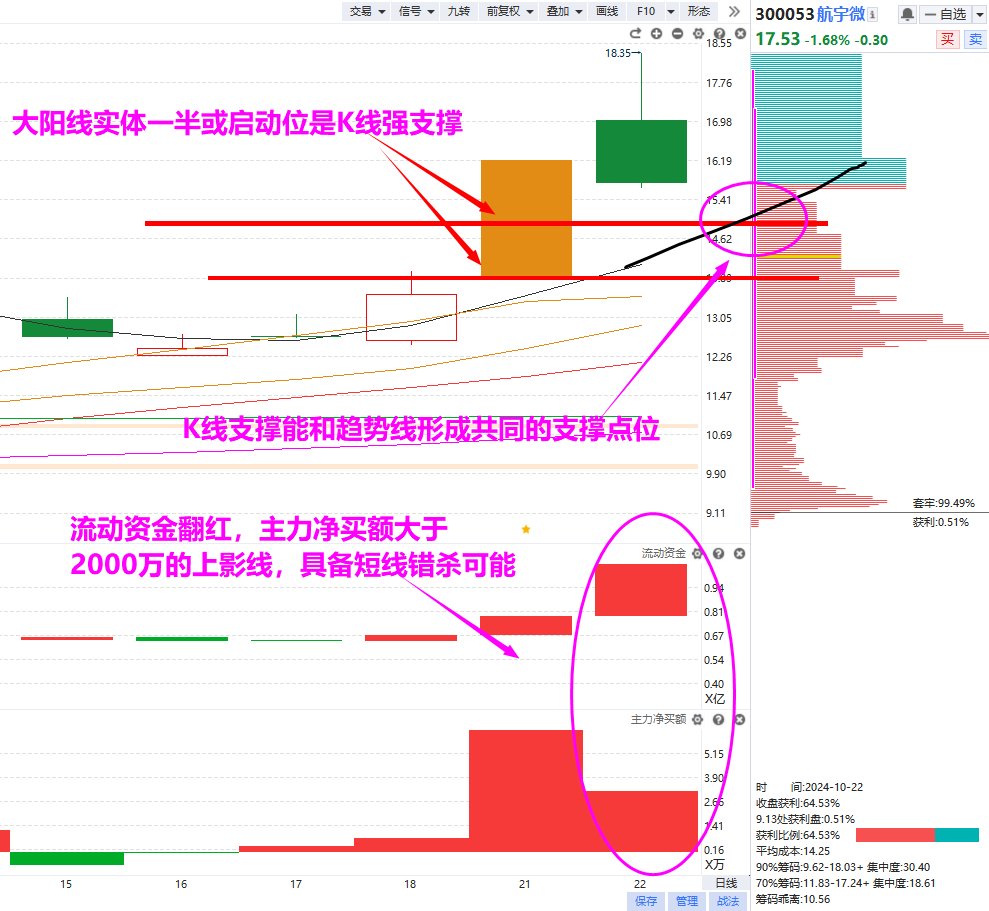 交易 信号 九转 前复权 叠加 画线 F10 形态
300053 航宇微 自选
17.53 -1.68% -0.30 买 卖
18.55
18.35
17.76
大阳线实体一半或启动位是K线强支撑
16.98
16.19
15.41
14.62
13.05
12.26
11.47
K线支撑能和趋势线形成共同的支撑点位
10.69
9.90
套牢:99.49%
9.11
获利:0.51%
流动资金翻红，主力净买额大于
2000万的上影线，具备短线错杀可能
流动资金
0.94
0.81
0.67
0.54
0.40
X亿
主力净买额
5.15
3.90
2.66
1.41
0.16
X万
时 间:2024-10-22
收盘获利:64.53%
9.13处获利盘:0.51%
获利比例:64.53%
平均成本:14.25
90%筹码:9.62-18.03+ 集中度:30.40
70%筹码:11.83-17.24+ 集中度:18.61
筹码乖离:10.56
15 16 17 18 21 22 日线
保存 管理 战法